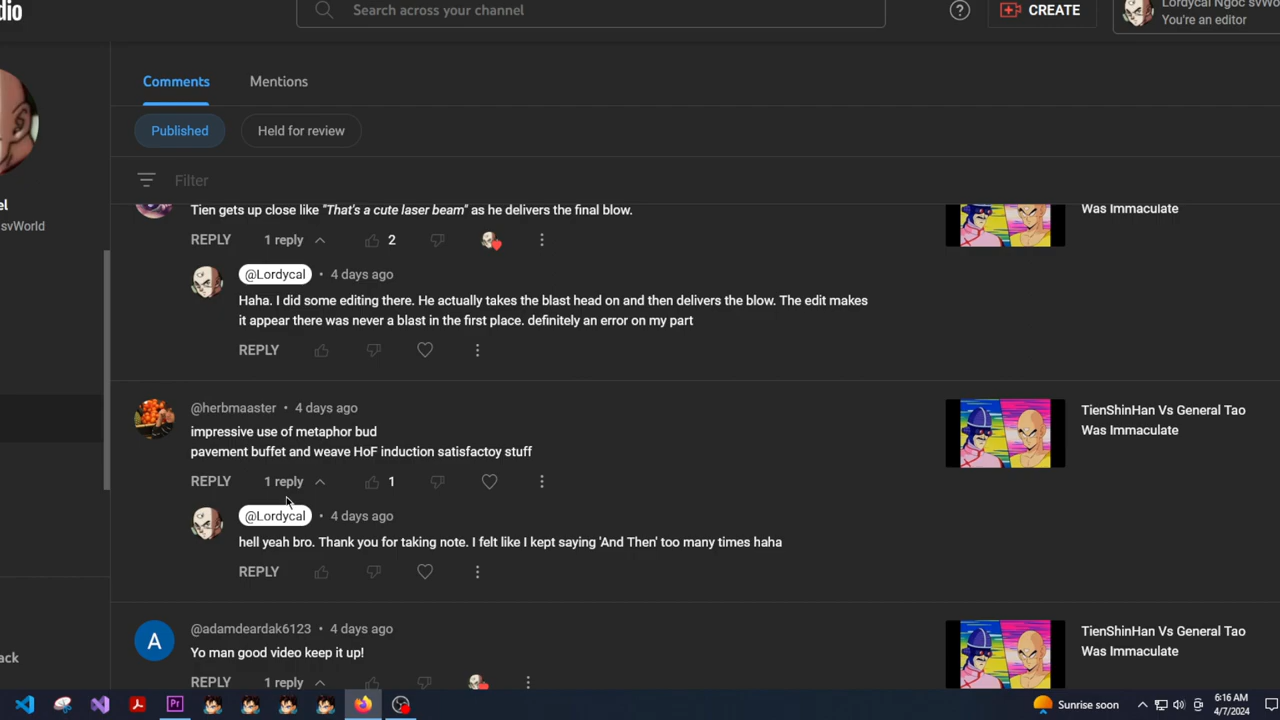 dio
Search across your channel
?
CREATE
Lordycal Ngoc svWorld
You're an editor
el
svWorld
ack
Comments
Mentions
Published
Held for review
Filter
Tien gets up close like "That's a cute laser beam" as he delivers the final blow.
Was Immaculate
REPLY 1 reply 2
@Lordycal • 4 days ago
Haha. I did some editing there. He actually takes the blast head on and then delivers the blow. The edit makes
it appear there was never a blast in the first place. definitely an error on my part
REPLY
@herbmaaster • 4 days ago
impressive use of metaphor bud
pavement buffet and weave HoF induction satisfactoy stuff
TienShinHan Vs General Tao
Was Immaculate
REPLY 1 reply 1
@Lordycal • 4 days ago
hell yeah bro. Thank you for taking note. I felt like I kept saying 'And Then' too many times haha
REPLY
A
@adamdeardak6123 • 4 days ago
Yo man good video keep it up!
TienShinHan Vs General Tao
Was Immaculate
REPLY 1 reply
Pr
Sunrise soon
6:16 AM
4/7/2024